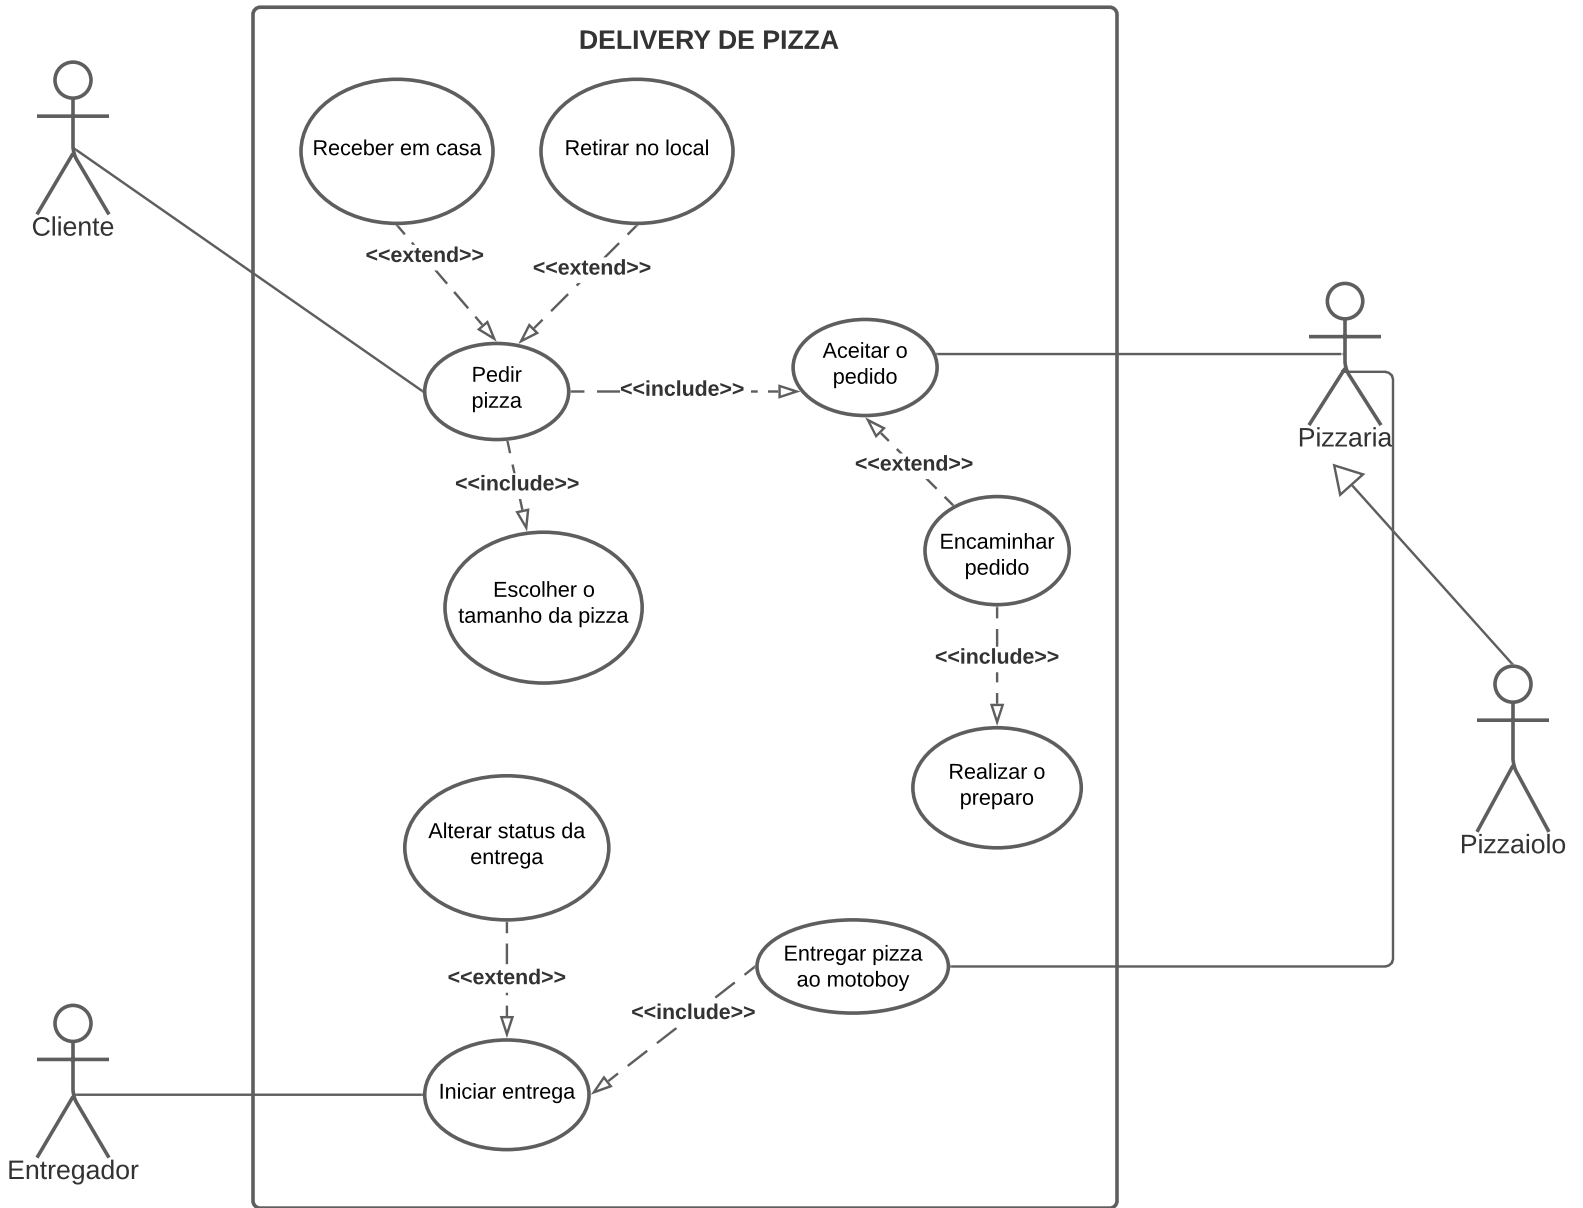 DELIVERY DE PIZZA
Receber em casa
Retirar no local
Cliente
<<extend>>
<<extend>>
Pedir
pizza
<<include>>
Aceitar o
pedido
Pizzaria
<<include>>
<<extend>>
Encaminhar
pedido
Escolher o
tamanho da pizza
<<include>>
Realizar o
preparo
Pizzaiolo
Alterar status da
entrega
<<extend>>
Entregar pizza
ao motoboy
<<include>>
Iniciar entrega
Entregador